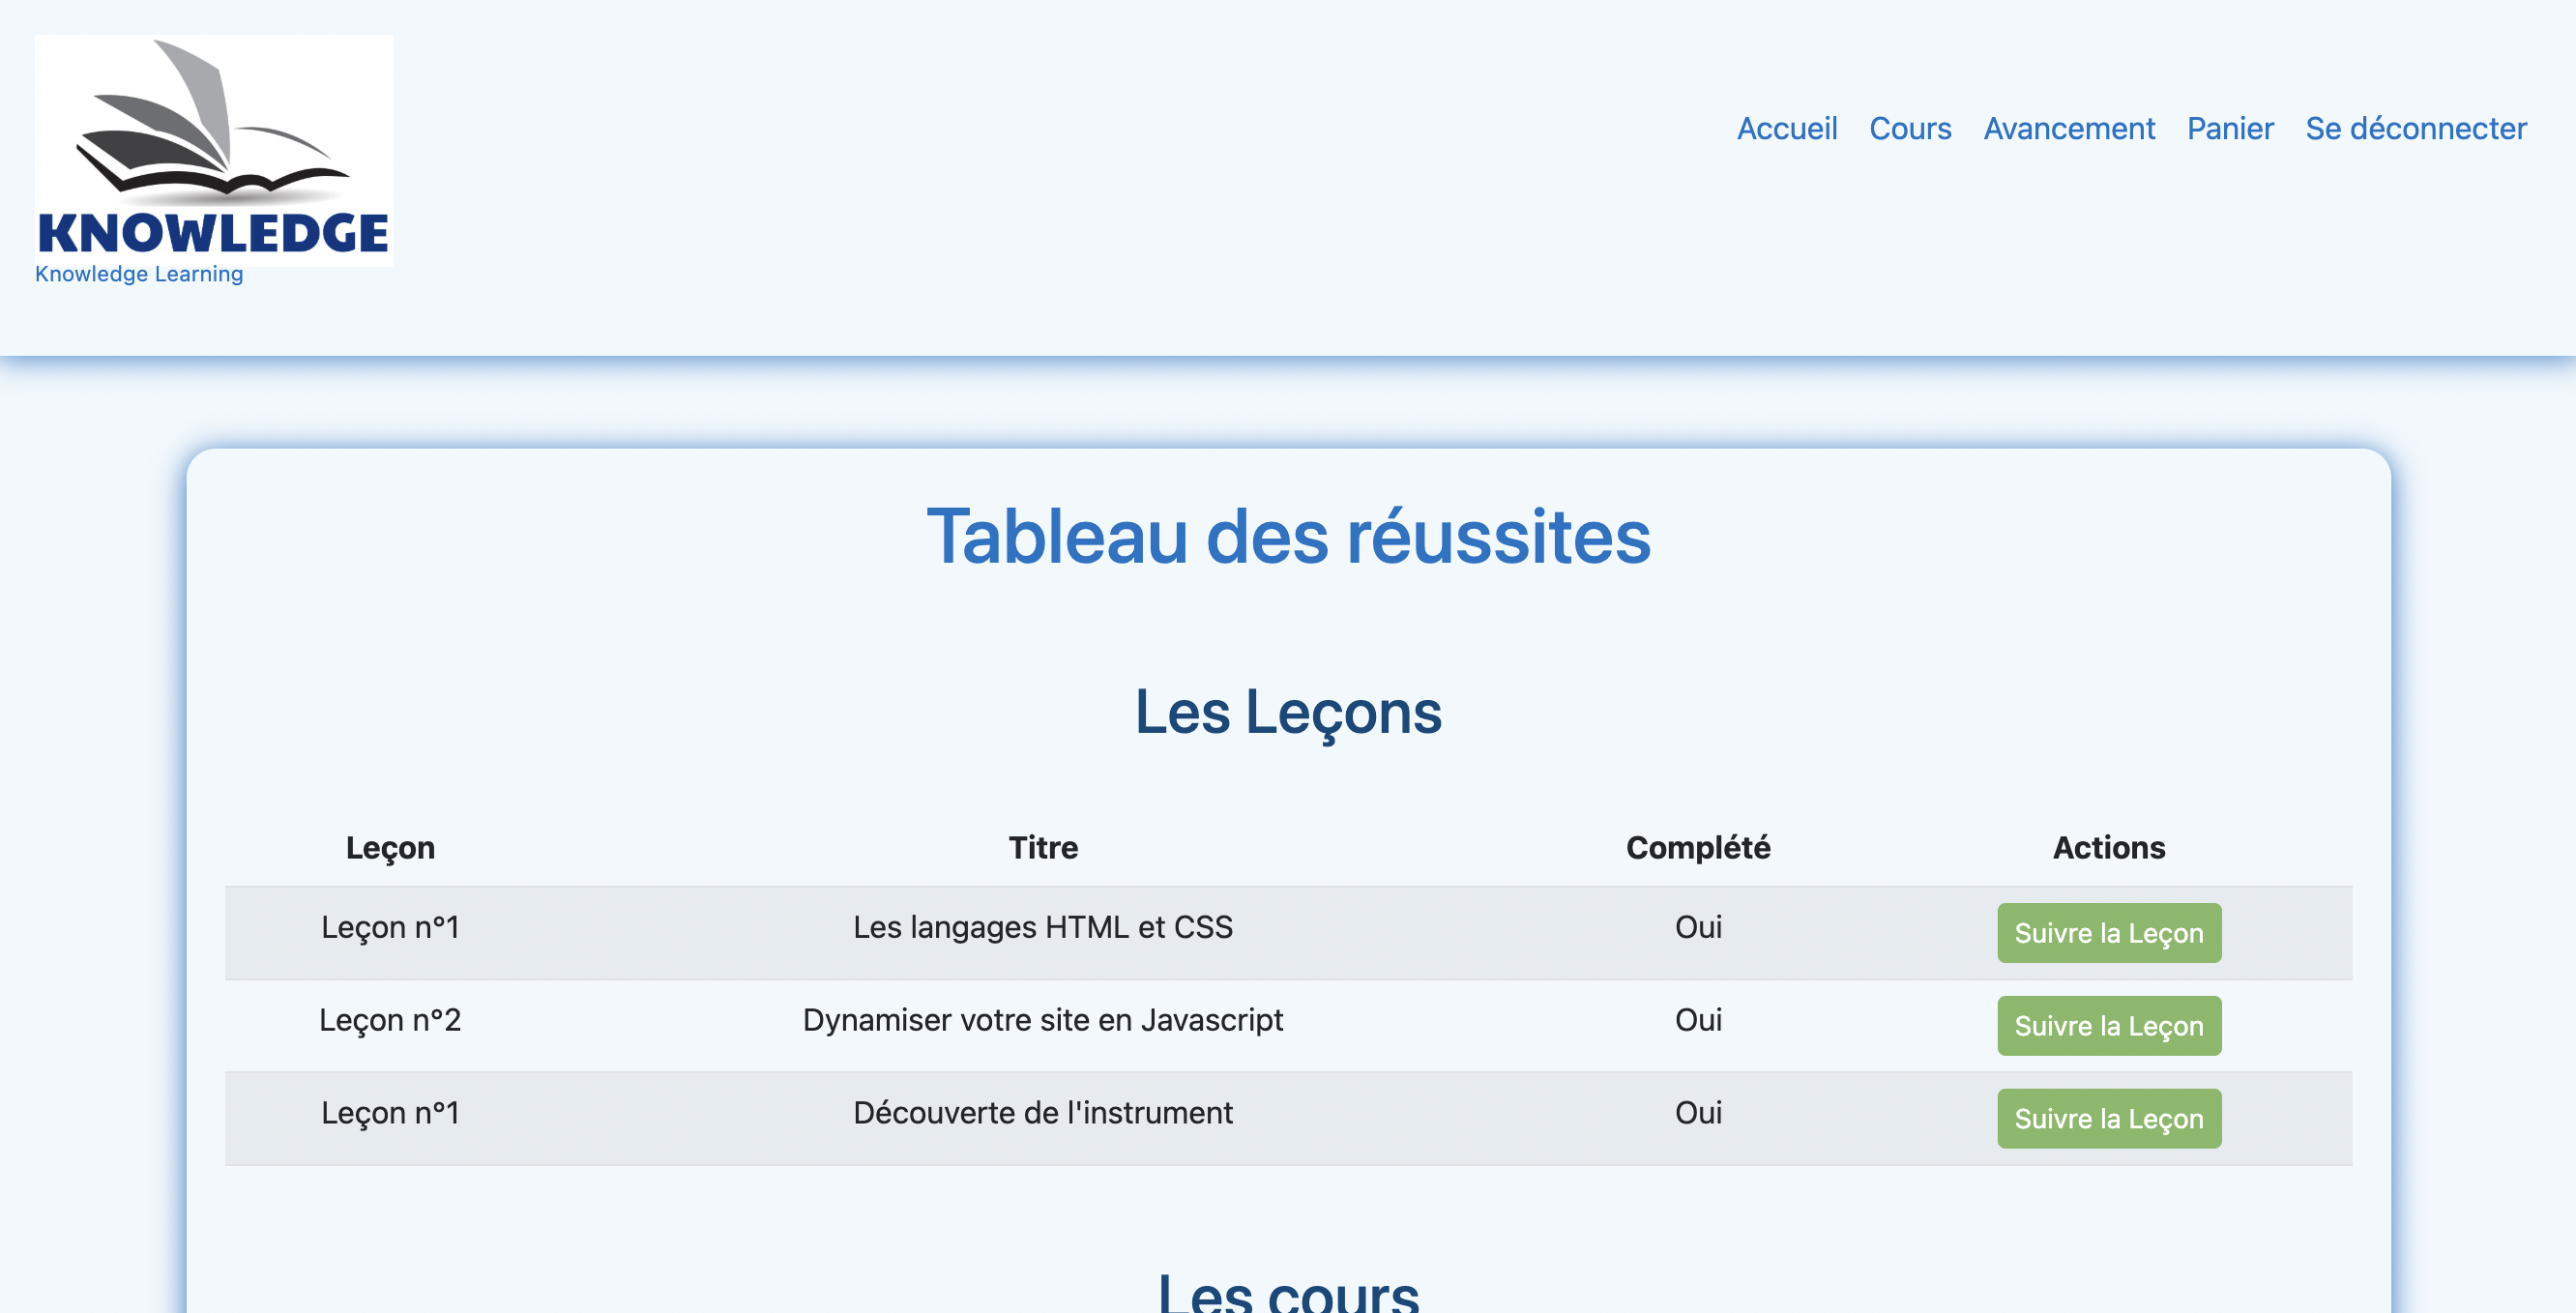 KNOWLEDGE
Knowledge Learning
Accueil Cours Avancement Panier Se déconnecter
Tableau des réussites
Les Leçons
Leçon Titre Complété Actions
Leçon n°1 Les langages HTML et CSS Oui Suivre la Leçon
Leçon n°2 Dynamiser votre site en Javascript Oui Suivre la Leçon
Leçon n°1 Découverte de l'instrument Oui Suivre la Leçon
Les cours